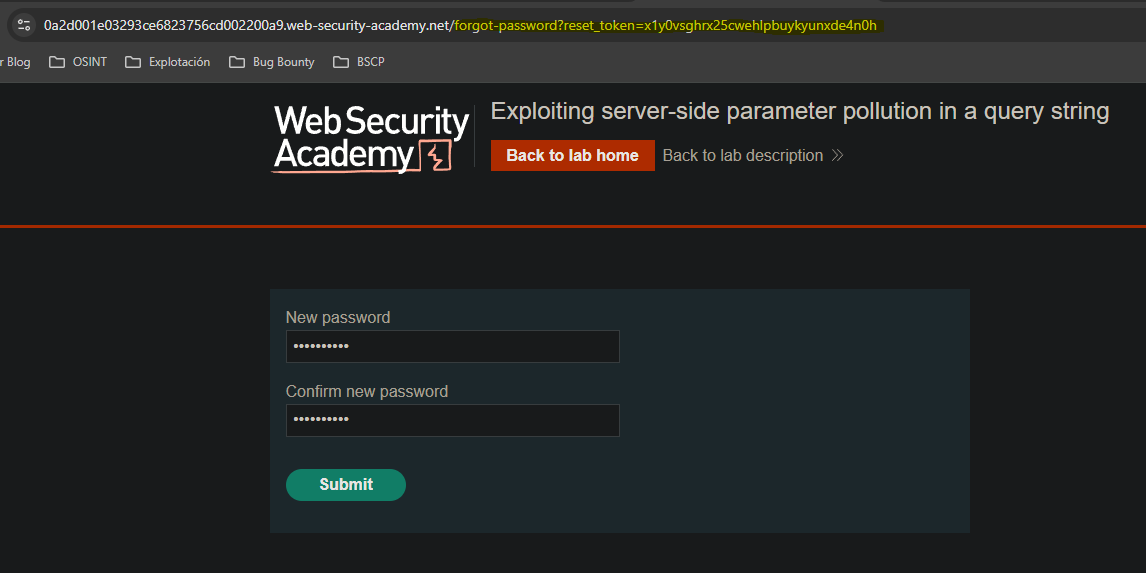 0a2d001e03293ce6823756cd002200a9.web-security-academy.net/forgot-password?reset_token=x1y0vsghrx25cwehlpbuykyunxde4n0h
r Blog OSINT Explotación Bug Bounty BSCP
Web Security
Academy
Exploiting server-side parameter pollution in a query string
Back to lab home Back to lab description
New password
••••••••••
Confirm new password
••••••••••
Submit